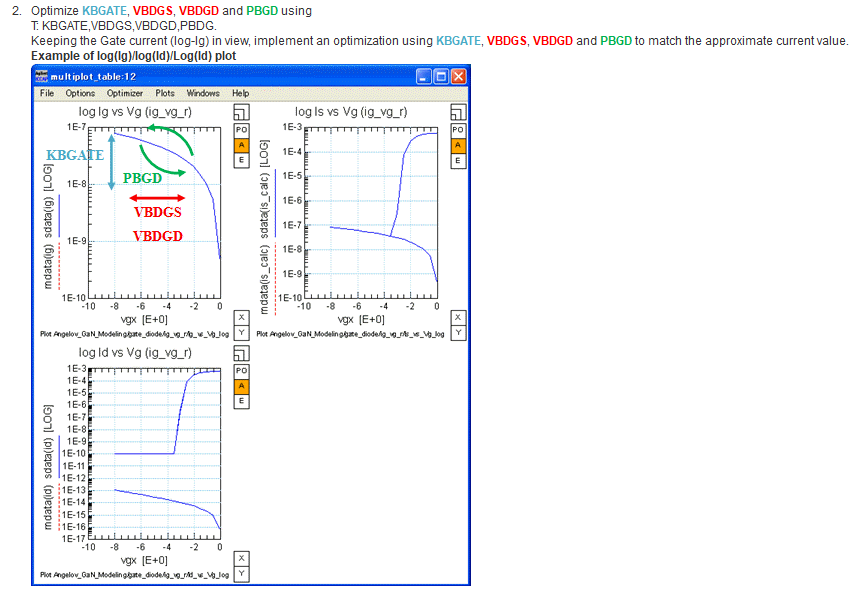 2. Optimize KBGATE, VBDGS, VBDGD and PBGD using
T: KBGATE,VBDGS,VBDGD,PBDG.
Keeping the Gate current (log-Ig) in view, implement an optimization using KBGATE, VBDGS, VBDGD and PBGD to match the approximate current value.
Example of log(Ig)/log(Id)/Log(Id) plot
multiplot_table:12
File Options Optimizer Plots Windows Help
log Ig vs Vg (ig_vg_r)
mdata(ig) sdata(ig) [LOG]
1E-7
1E-8
1E-9
1E-10
KBGATE
PBGD
VBDGS
VBDGD
-10 -8 -6 -4 -2 0
vgx [E+0]
PO
A
E
X
Y
Plot Angelov_GaN_Modeling/gate_diode/ig_vg_r/Ig_vs_Vg_log
log Is vs Vg (ig_vg_r)
mdata(is_calc) sdata(is_calc) [LOG]
1E-3
1E-4
1E-5
1E-6
1E-7
1E-8
1E-9
1E-10
-10 -8 -6 -4 -2 0
vgx [E+0]
PO
A
E
X
Y
Plot Angelov_GaN_Modeling/gate_diode/ig_vg_r/Is_vs_Vg_log
log Id vs Vg (ig_vg_r)
mdata(id) sdata(id) [LOG]
1E-3
1E-4
1E-5
1E-6
1E-7
1E-8
1E-9
1E-10
1E-11
1E-12
1E-13
1E-14
1E-15
1E-16
1E-17
-10 -8 -6 -4 -2 0
vgx [E+0]
PO
A
E
X
Y
Plot Angelov_GaN_Modeling/gate_diode/ig_vg_r/Id_vs_Vg_log